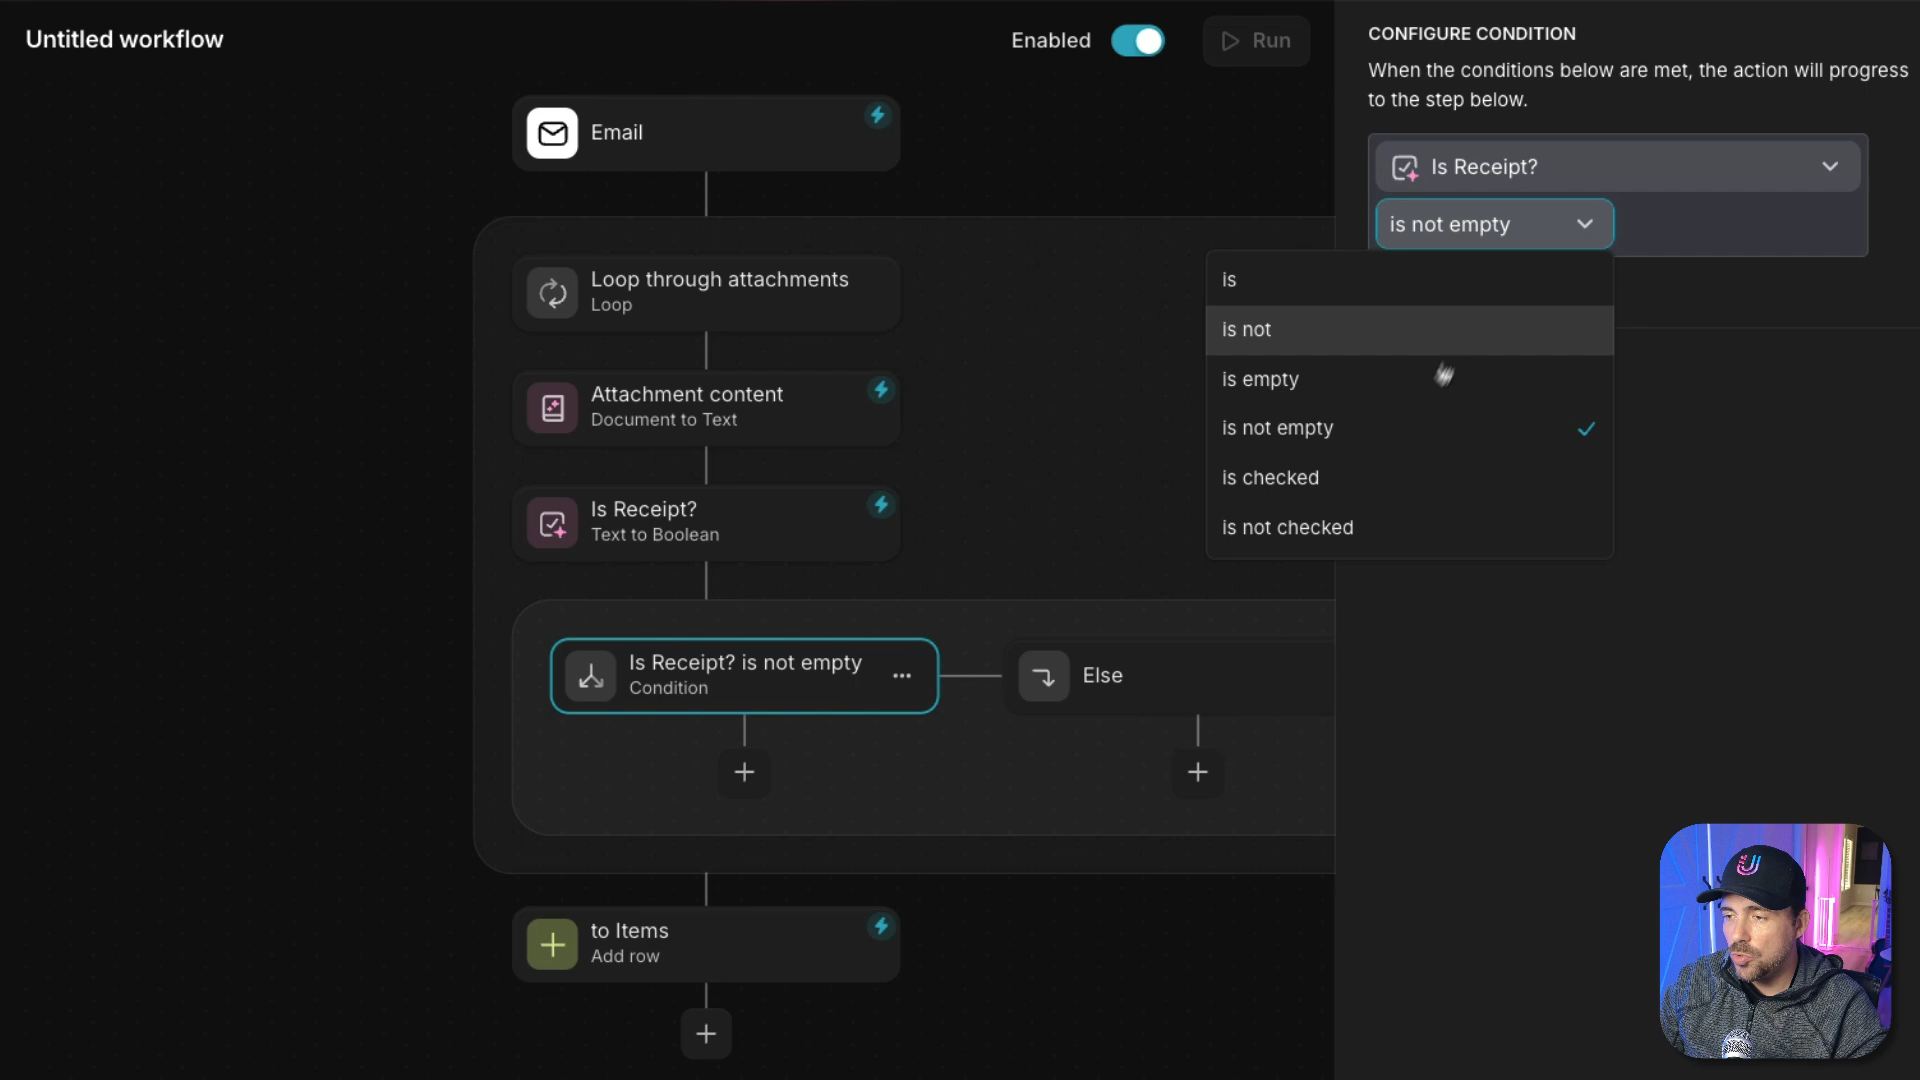 Untitled workflow
Enabled
Run
Email
Loop through attachments
Loop
Attachment content
Document to Text
Is Receipt?
Text to Boolean
Is Receipt? is not empty
Condition
Else
to Items
Add row
CONFIGURE CONDITION
When the conditions below are met, the action will progress
to the step below.
Is Receipt?
is not empty
is
is not
is empty
is not empty
is checked
is not checked